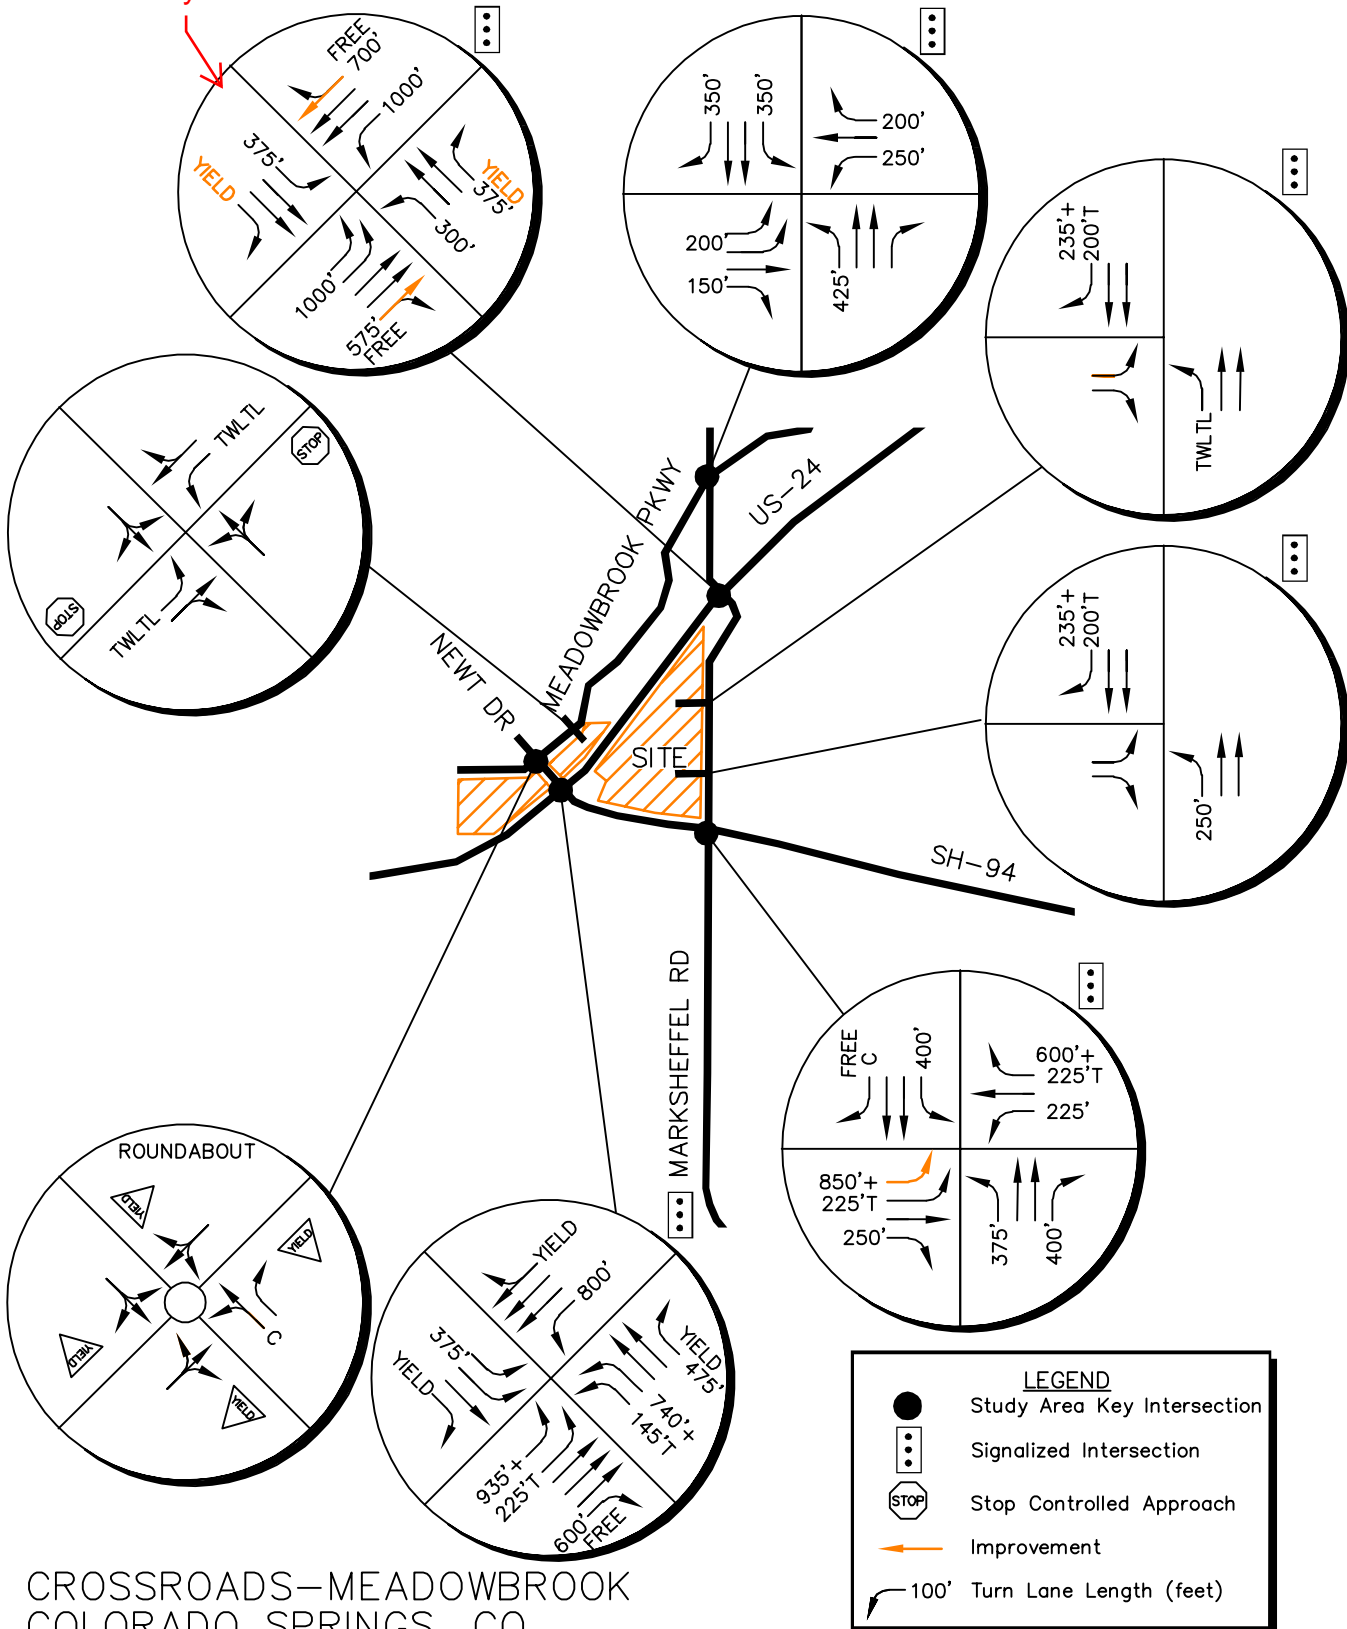 FREE
700'
1000'
375'
YIELD
YIELD
375'
300'
1000'
575'
FREE
350'
350'
200'
250'
200'
150'
425'
235'+
200'T
TWLTL
TWLTL
STOP
STOP
TWLTL
235'+
200'T
250'
MEADOWBROOK PKWY
US-24
NEWT DR
SITE
SH-94
MARKSHEFFEL RD
FREE
C
400'
600'+
225'T
225'
850'+
225'T
250'
375'
400'
ROUNDABOUT
YIELD
YIELD
YIELD
YIELD
C
YIELD
800'
375'
YIELD
YIELD
475'
740'+
145'T
935'+
225'T
600'
FREE
LEGEND
Study Area Key Intersection
Signalized Intersection
STOP
Stop Controlled Approach
Improvement
100'
Turn Lane Length (feet)
CROSSROADS-MEADOWBROOK
COLORADO SPRINGS, CO